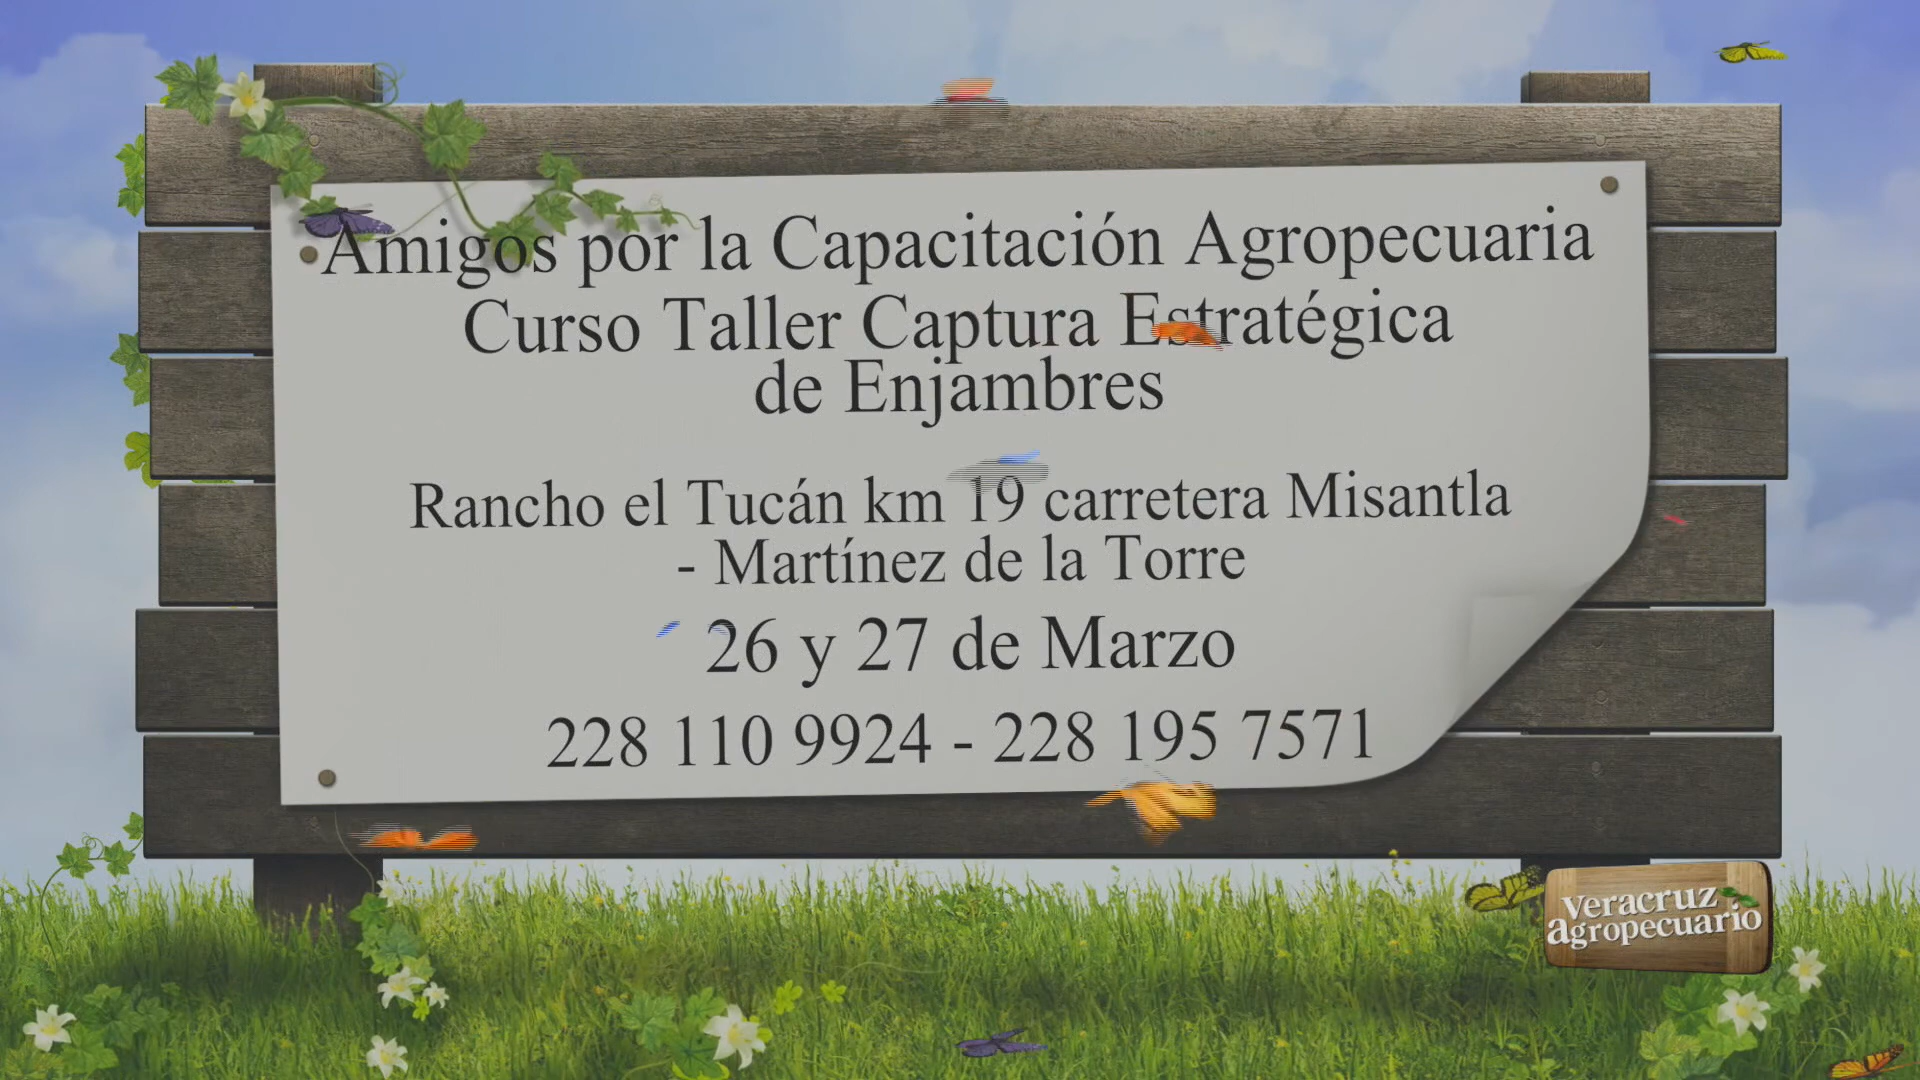 Amigos por la Capacitación Agropecuaria
Curso Taller Captura Estratégica
de Enjambres
Rancho el Tucán km 19 carretera Misantla
- Martínez de la Torre
26 y 27 de Marzo
228 110 9924 - 228 195 7571
veracruz
agropecuario